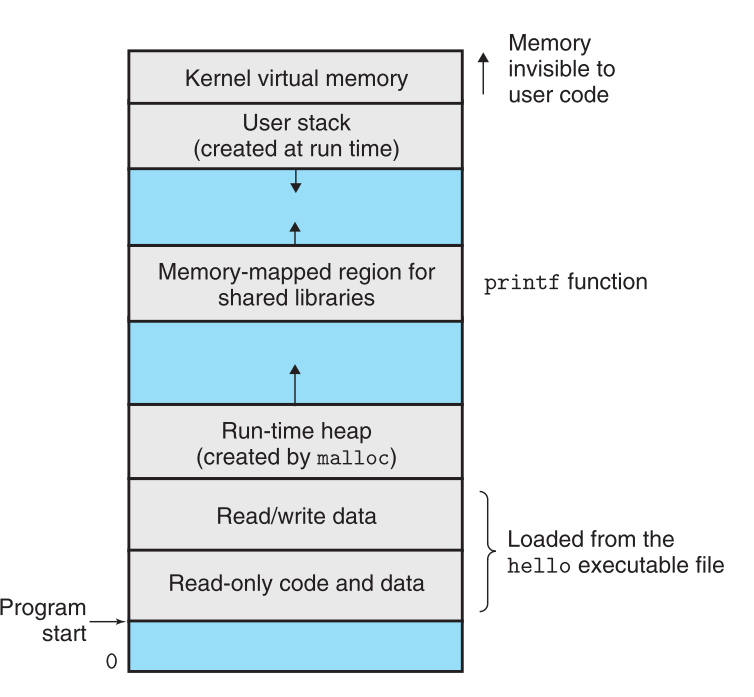 Memory
invisible to
user code
Kernel virtual memory
User stack
(created at run time)
Memory-mapped region for
shared libraries
printf function
Run-time heap
(created by malloc)
Read/write data
Loaded from the
hello executable file
Read-only code and data
Program
start
0